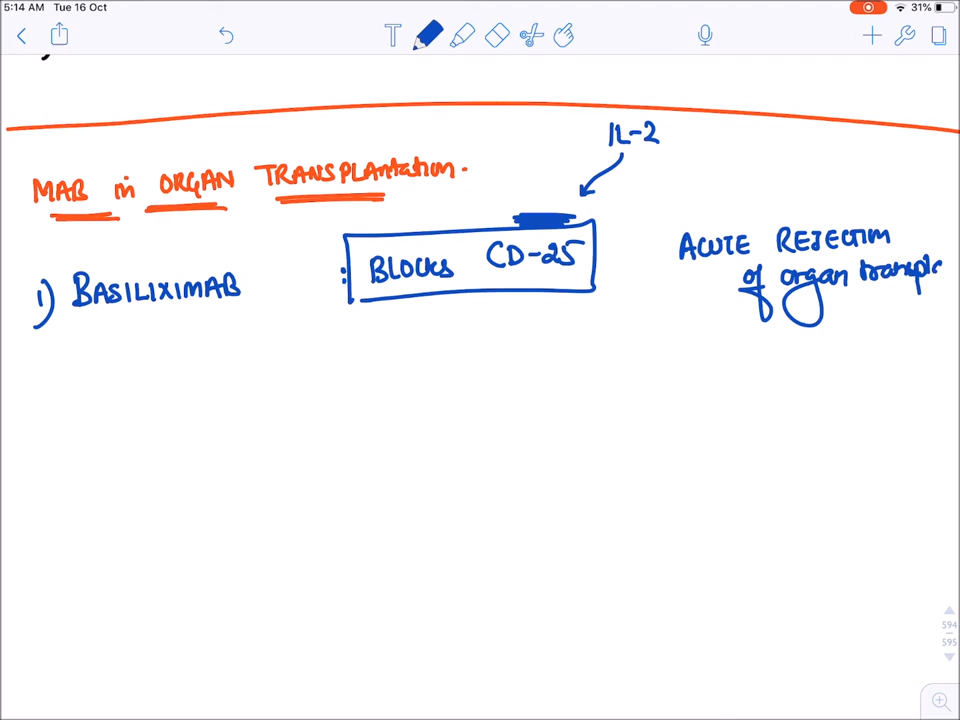 5:14 AM Tue 16 Oct
31%
T
IL-2
MAB in ORGAN TRANSPLantation.
BLOCKS CD-25
ACUTE REJECTION
of organ transpla
1) BASILIXIMAB :
594
595